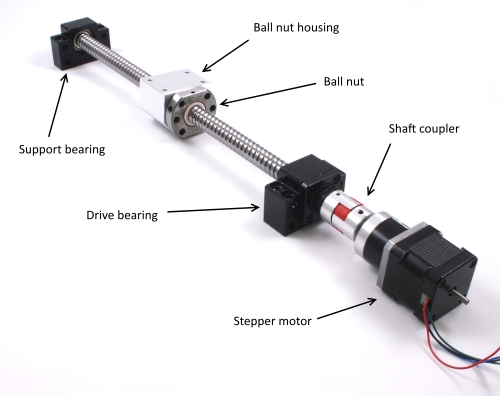 Ball nut housing
Ball nut
Shaft coupler
Support bearing
Drive bearing
Stepper motor